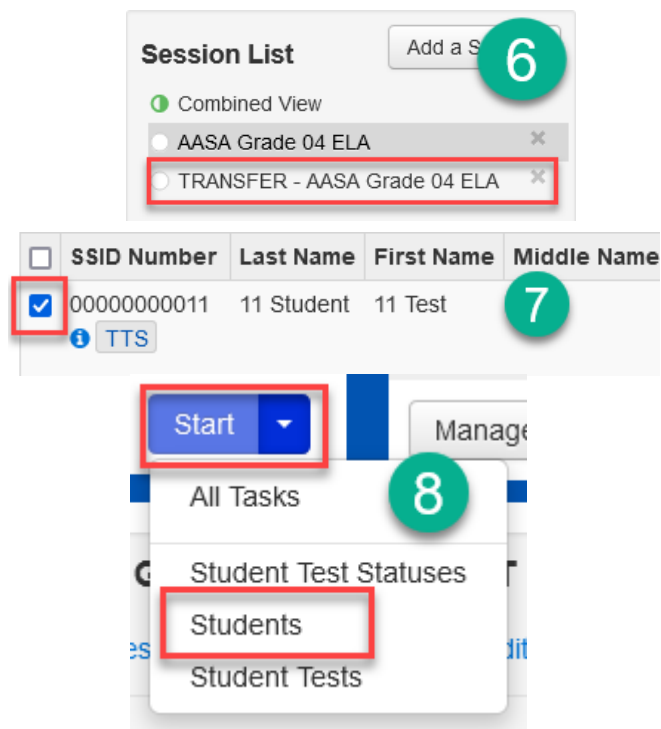 Session List
Add a S
6
Combined View
AASA Grade 04 ELA
TRANSFER - AASA Grade 04 ELA
SSID Number Last Name First Name Middle Name
00000000011 11 Student 11 Test
7
TTS
Start
Manage
All Tasks
8
Student Test Statuses
Students
Student Tests